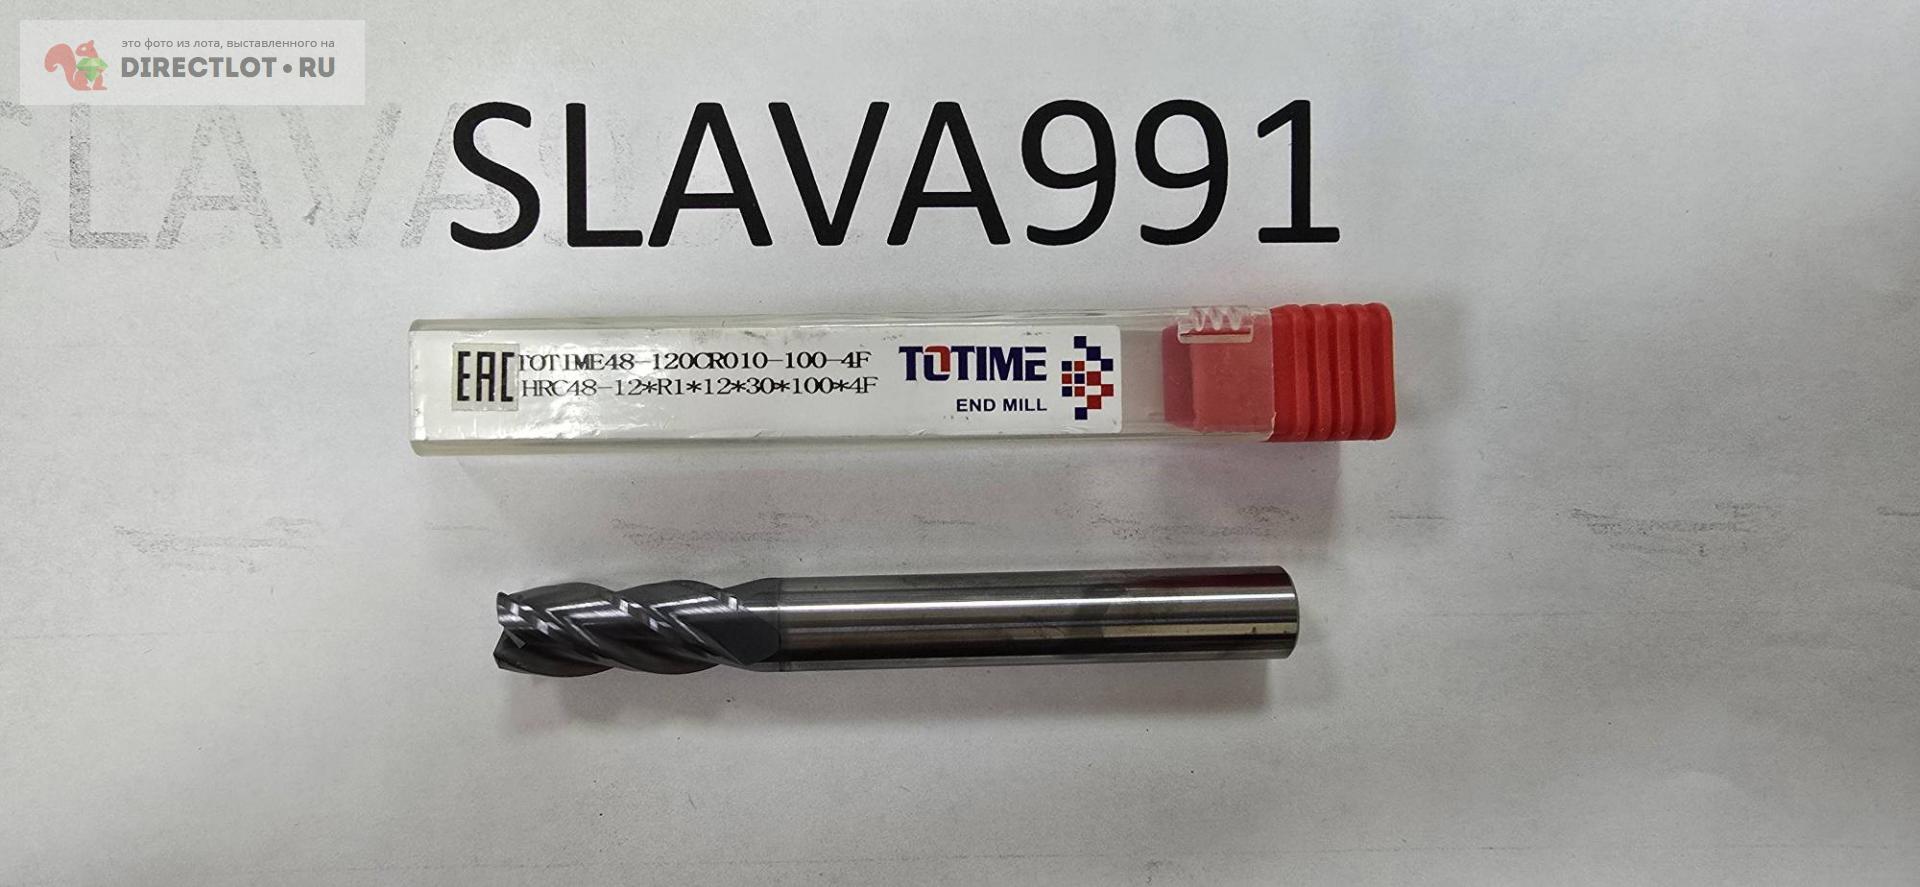 это фото из лота, выставленного на
DIRECTLOT•RU
SLAVA
SLAVA991
EAC
TOTIME48-120CR010-100-4F
HRC48-12*R1*12*30*100*4F
TOTIME
END MILL